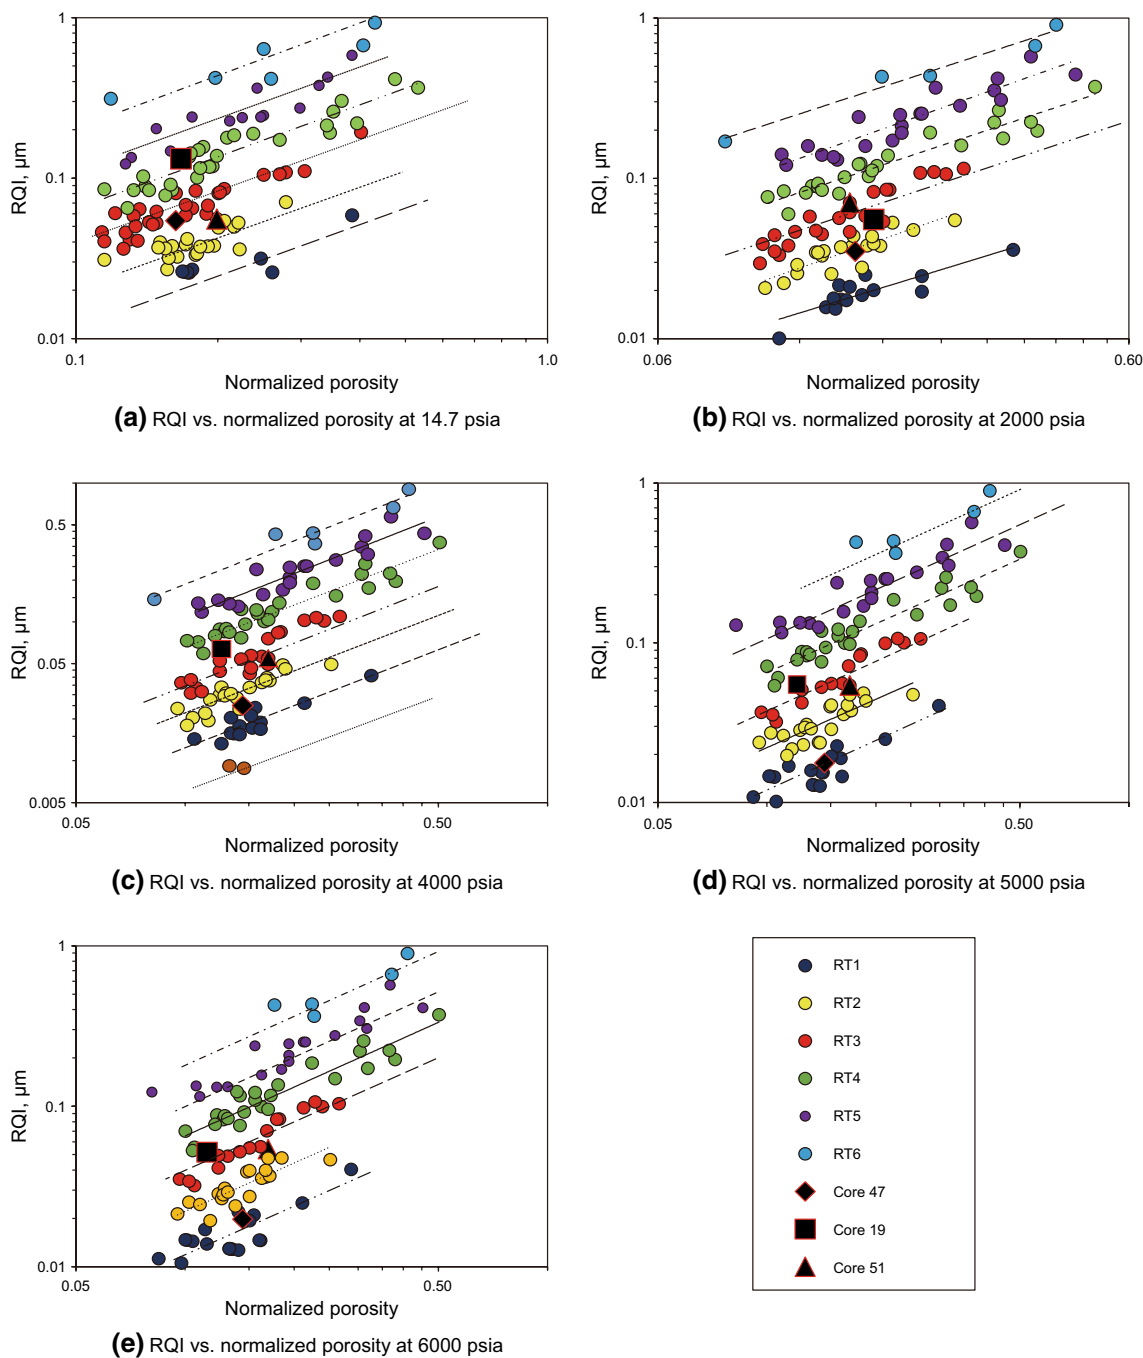 1
RQI, μm
0.1
0.01
0.1
1.0
Normalized porosity
(a) RQI vs. normalized porosity at 14.7 psia
1
RQI, μm
0.1
0.01
0.06
0.60
Normalized porosity
(b) RQI vs. normalized porosity at 2000 psia
0.5
RQI, μm
0.05
0.005
0.05
0.50
Normalized porosity
(c) RQI vs. normalized porosity at 4000 psia
1
RQI, μm
0.1
0.01
0.05
0.50
Normalized porosity
(d) RQI vs. normalized porosity at 5000 psia
1
RQI, μm
0.1
0.01
0.05
0.50
Normalized porosity
(e) RQI vs. normalized porosity at 6000 psia
RT1
RT2
RT3
RT4
RT5
RT6
Core 47
Core 19
Core 51